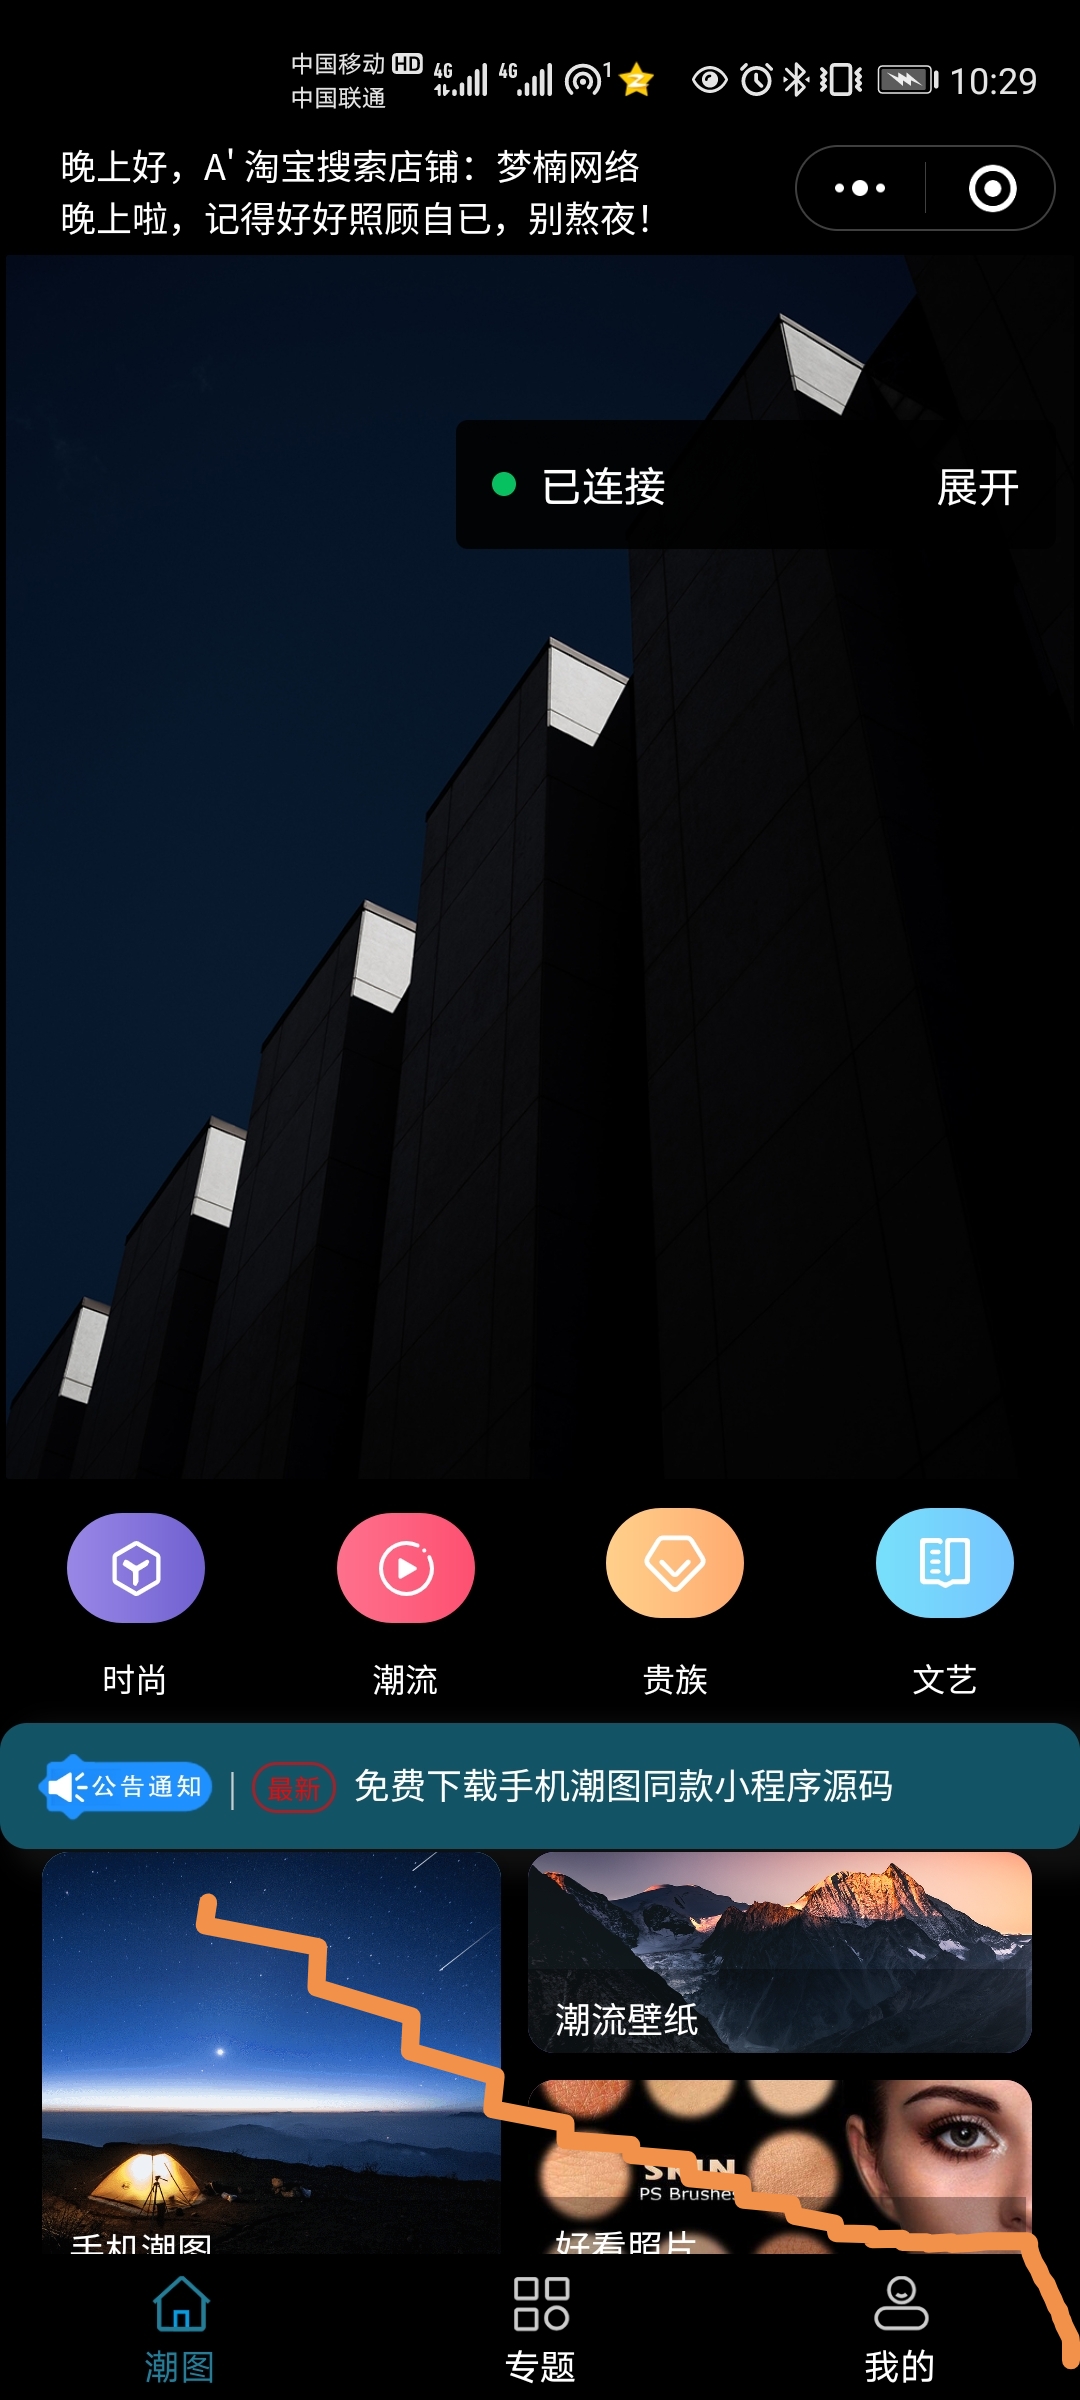 中国移动 HD 4G 4G 1 10:29
中国联通
晚上好，A' 淘宝搜索店铺：梦楠网络
晚上啦，记得好好照顾自已，别熬夜！
已连接 展开
时尚 潮流 贵族 文艺
公告通知 | 最新 免费下载手机潮图同款小程序源码
潮流壁纸
SKIN
PS Brushes
手机潮图 好看照片
潮图 专题 我的